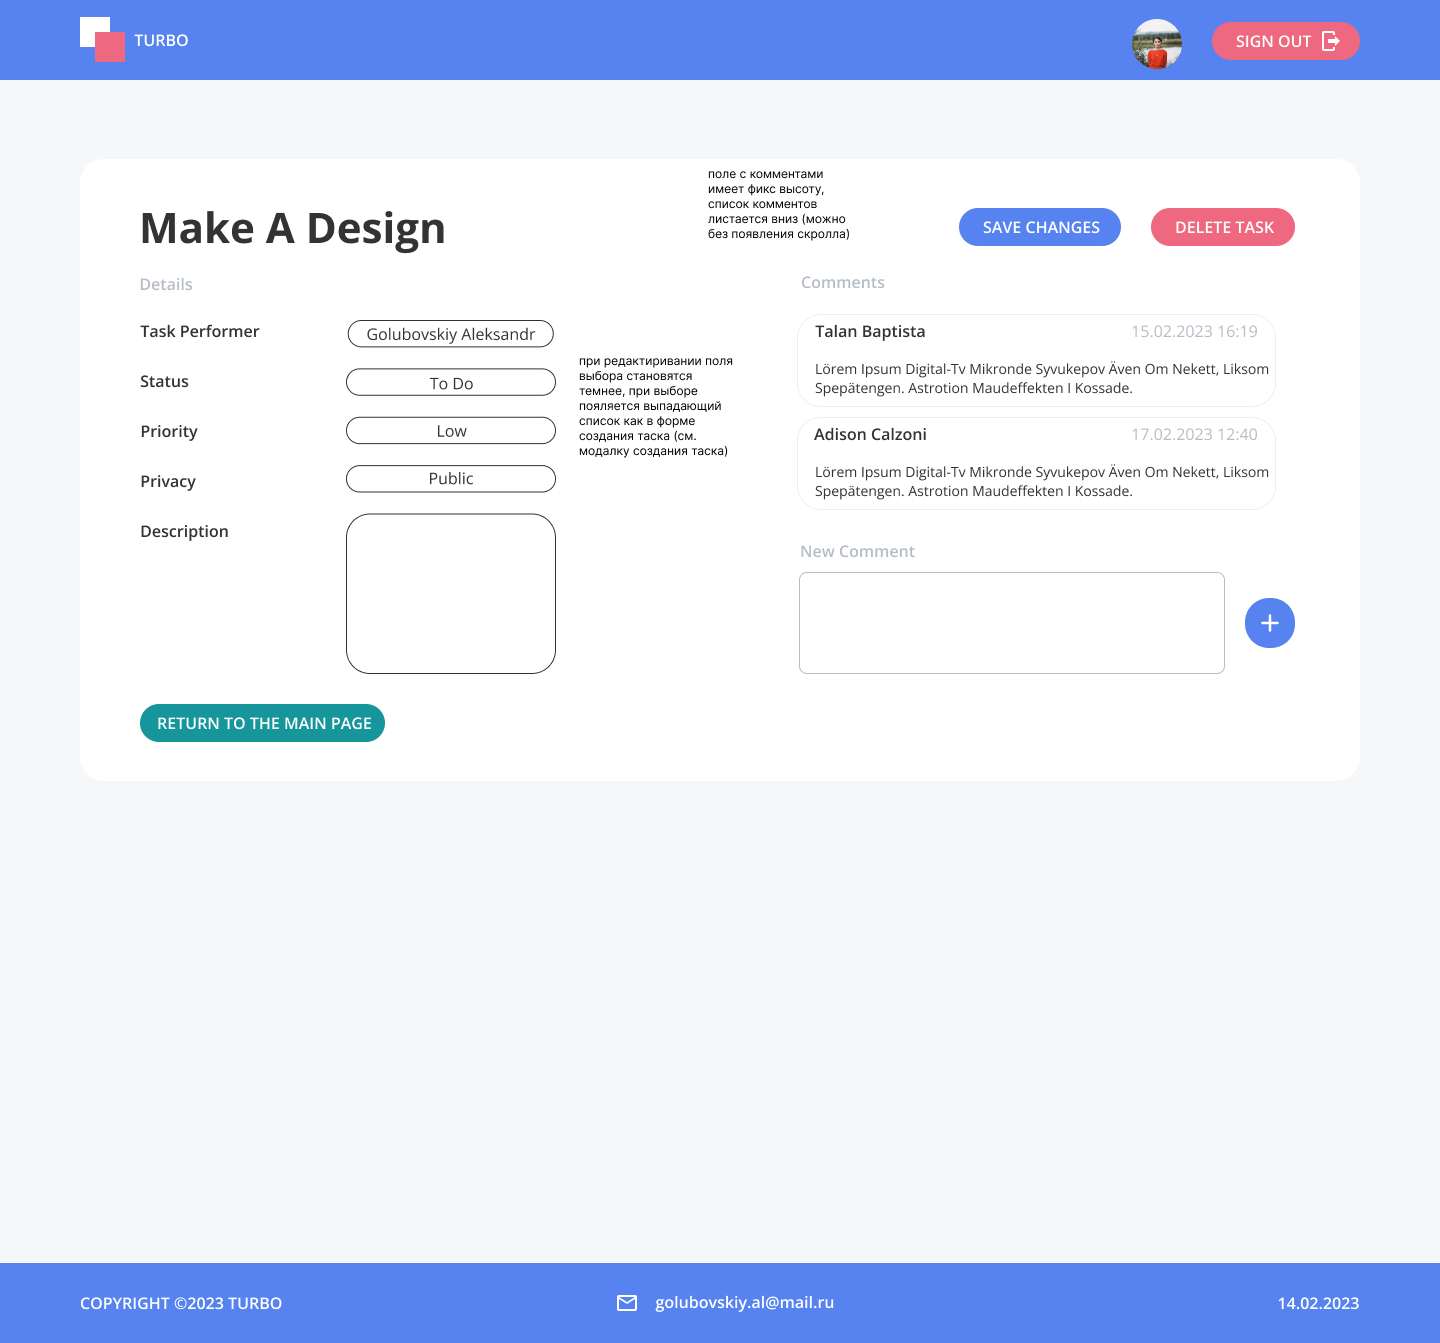 TURBO
SIGN OUT
поле с комментами
имеет фикс высоту,
список комментов
листается вниз (можно
без появления скролла)
Make A Design
SAVE CHANGES
DELETE TASK
Details
Task Performer
Golubovskiy Aleksandr
Status
To Do
Priority
Low
Privacy
Public
Description
при редактиривании поля
выбора становятся
темнее, при выборе
пояляется выпадающий
список как в форме
создания таска (см.
модалку создания таска)
Comments
Talan Baptista
15.02.2023 16:19
Lörem Ipsum Digital-Tv Mikronde Syvukepov Även Om Nekett, Liksom
Spepätengen. Astrotion Maudeffekten I Kossade.
Adison Calzoni
17.02.2023 12:40
Lörem Ipsum Digital-Tv Mikronde Syvukepov Även Om Nekett, Liksom
Spepätengen. Astrotion Maudeffekten I Kossade.
New Comment
RETURN TO THE MAIN PAGE
COPYRIGHT ©2023 TURBO
golubovskiy.al@mail.ru
14.02.2023